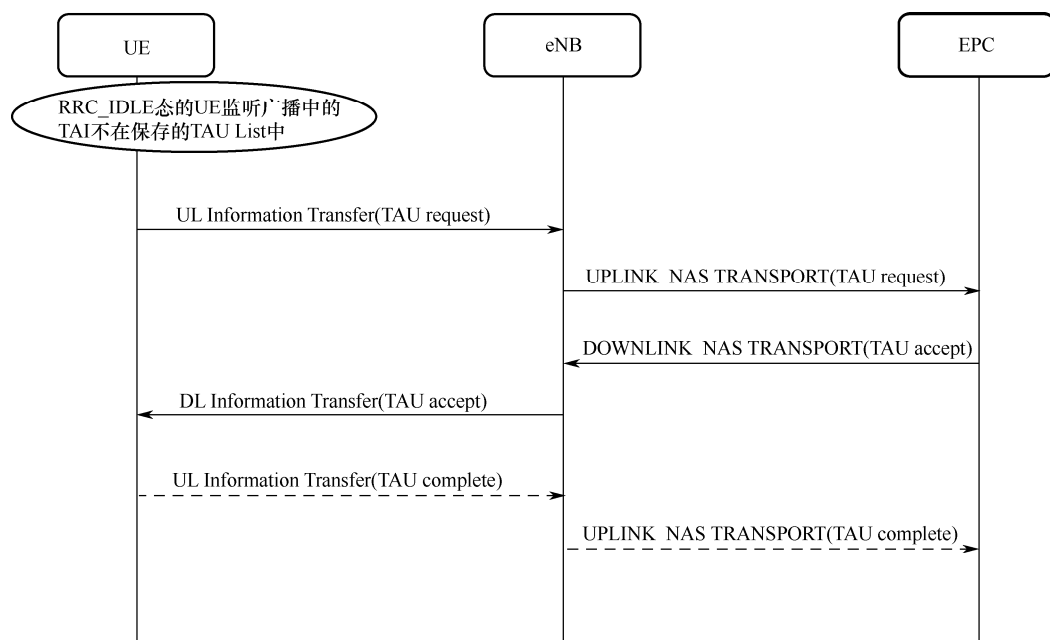 UE
eNB
EPC
RRC_IDLE态的UE监听广播中的
TAI不在保存的TAU List中
UL Information Transfer(TAU request)
UPLINK NAS TRANSPORT(TAU request)
DOWNLINK NAS TRANSPORT(TAU accept)
DL Information Transfer(TAU accept)
UL Information Transfer(TAU complete)
UPLINK NAS TRANSPORT(TAU complete)